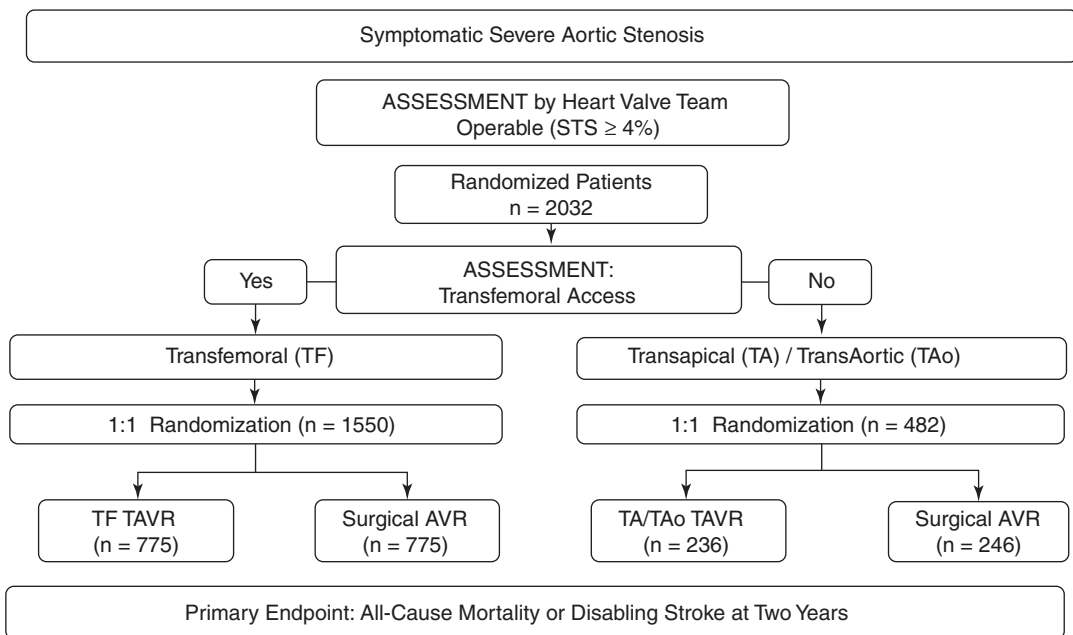 Symptomatic Severe Aortic Stenosis
ASSESSMENT by Heart Valve Team
Operable (STS ≥ 4%)
Randomized Patients
n = 2032
Yes
ASSESSMENT:
Transfemoral Access
No
Transfemoral (TF)
Transapical (TA) / TransAortic (TAo)
1:1 Randomization (n = 1550)
1:1 Randomization (n = 482)
TF TAVR
(n = 775)
Surgical AVR
(n = 775)
TA/TAo TAVR
(n = 236)
Surgical AVR
(n = 246)
Primary Endpoint: All-Cause Mortality or Disabling Stroke at Two Years